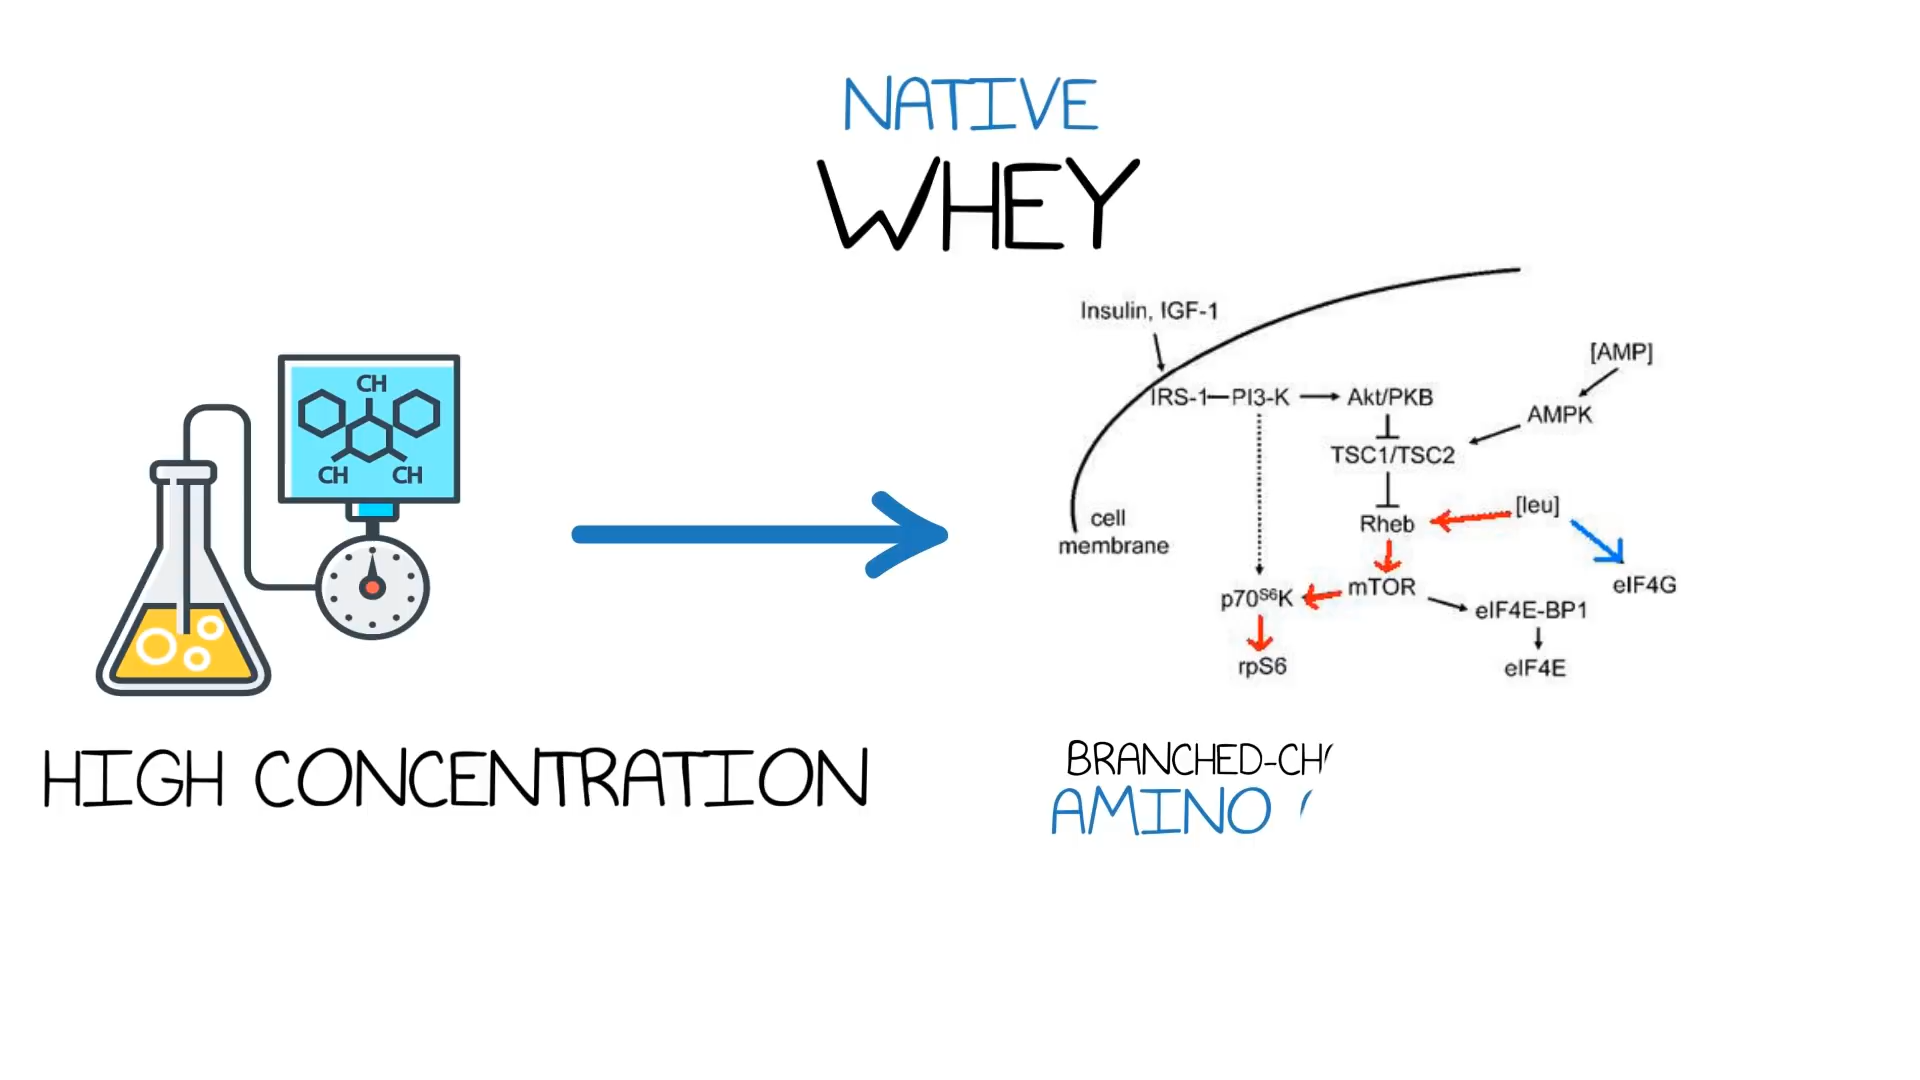 NATIVE
WHEY
Insulin, IGF-1
[AMP]
IRS-1 PI3-K Akt/PKB
AMPK
TSC1/TSC2
[leu]
cell
membrane
Rheb
eIF4G
p70S6K
mTOR
eIF4E-BP1
rpS6
eIF4E
CH
CH CH
HIGH CONCENTRATION
BRANCHED-CH
AMINO